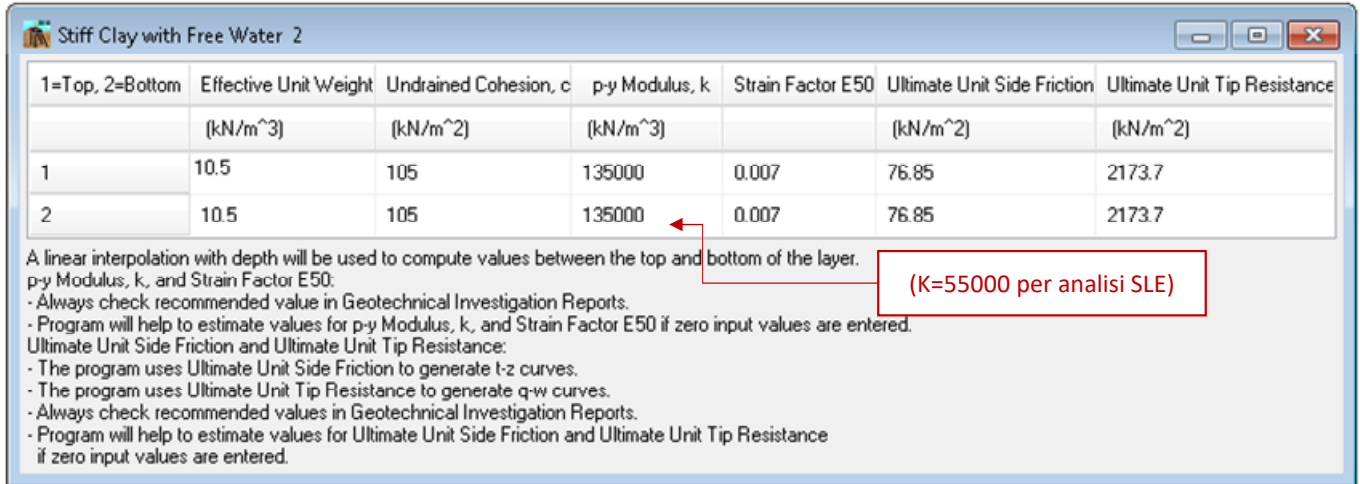 Stiff Clay with Free Water 2
1=Top, 2=Bottom Effective Unit Weight Undrained Cohesion, c p-y Modulus, k Strain Factor E50 Ultimate Unit Side Friction Ultimate Unit Tip Resistance
(kN/m^3) (kN/m^2) (kN/m^3) (kN/m^2) (kN/m^2)
1 10.5 105 135000 0.007 76.85 2173.7
2 10.5 105 135000 0.007 76.85 2173.7
A linear interpolation with depth will be used to compute values between the top and bottom of the layer.
p-y Modulus, k, and Strain Factor E50:
(K=55000 per analisi SLE)
- Always check recommended value in Geotechnical Investigation Reports.
- Program will help to estimate values for p-y Modulus, k, and Strain Factor E50 if zero input values are entered.
Ultimate Unit Side Friction and Ultimate Unit Tip Resistance:
- The program uses Ultimate Unit Side Friction to generate t-z curves.
- The program uses Ultimate Unit Tip Resistance to generate q-w curves.
- Always check recommended values in Geotechnical Investigation Reports.
- Program will help to estimate values for Ultimate Unit Side Friction and Ultimate Unit Tip Resistance
if zero input values are entered.